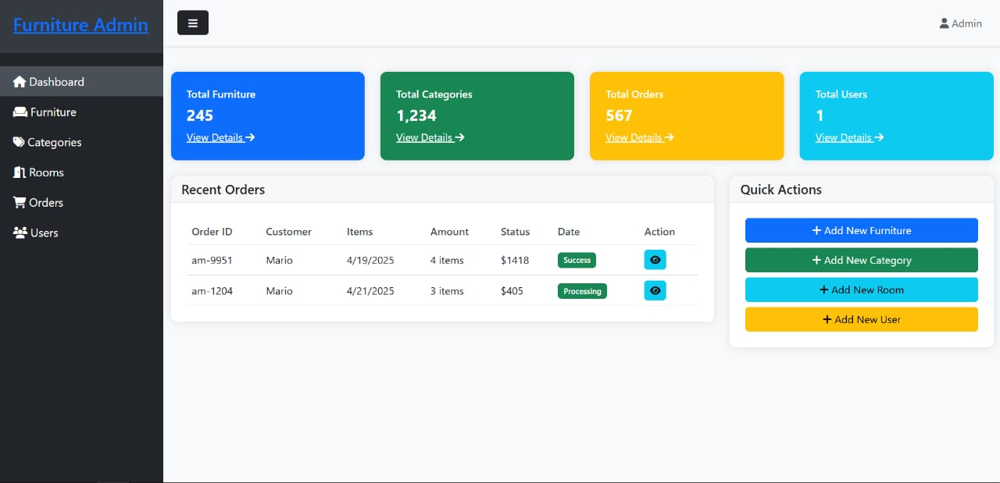 Furniture Admin
Admin
Dashboard
Furniture
Categories
Rooms
Orders
Users
Total Furniture
245
View Details
Total Categories
1,234
View Details
Total Orders
567
View Details
Total Users
1
View Details
Recent Orders
Order ID Customer Items Amount Status Date Action
am-9951 Mario 4/19/2025 4 items $1418 Success
am-1204 Mario 4/21/2025 3 items $405 Processing
Quick Actions
Add New Furniture
Add New Category
Add New Room
Add New User